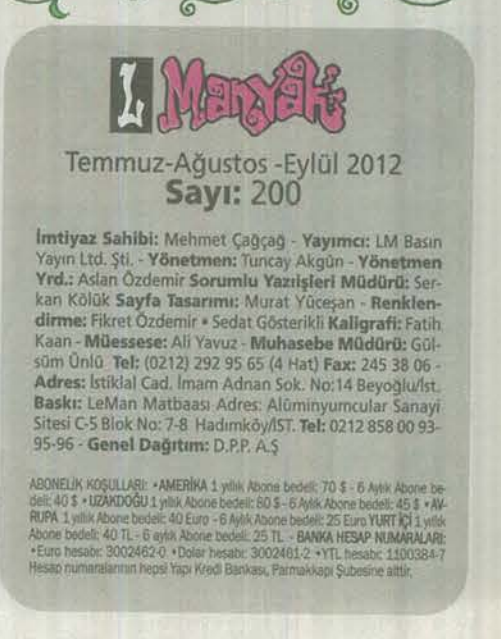 L Manyak
Temmuz-Ağustos -Eylül 2012
Sayı: 200
İmtiyaz Sahibi: Mehmet Çağçağ - Yayımcı: LM Basın
Yayın Ltd. Şti. - Yönetmen: Tuncay Akgün - Yönetmen
Yrd.: Aslan Özdemir Sorumlu Yazıişleri Müdürü: Ser-
kan Kölük Sayfa Tasarımı: Murat Yüceşan - Renklen-
dirme: Fikret Özdemir • Sedat Gösterikli Kaligrafi: Fatih
Kaan - Müessese: Ali Yavuz - Muhasebe Müdürü: Gül-
süm Ünlü Tel: (0212) 292 95 65 (4 Hat) Fax: 245 38 06 -
Adres: İstiklal Cad. İmam Adnan Sok. No:14 Beyoğlu/İst.
Baskı: LeMan Matbaası Adres: Alüminyumcular Sanayi
Sitesi C-5 Blok No: 7-8 Hadımköy/İST. Tel: 0212 858 00 93-
95-96 - Genel Dağıtım: D.P.P. A.Ş
ABONELİK KOŞULLARI: •AMERİKA 1 yıllık Abone bedeli: 70 $ - 6 Aylık Abone be-
deli: 40 $ •UZAKDOĞU 1 yıllık Abone bedeli: 80 $ - 6 Aylık Abone bedeli: 45 $ •AV-
RUPA 1 yıllık Abone bedeli: 40 Euro - 6 Aylık Abone bedeli: 25 Euro YURT İÇİ 1 yıllık
Abone bedeli: 40 TL - 6 aylık Abone bedeli: 25 TL - BANKA HESAP NUMARALARI:
•Euro hesabı: 3002462-0 •Dolar hesabı: 3002461-2 •YTL hesabı: 1100384-7
Hesap numaralarının hepsi Yapı Kredi Bankası, Parmakkapı Şubesine aittir.